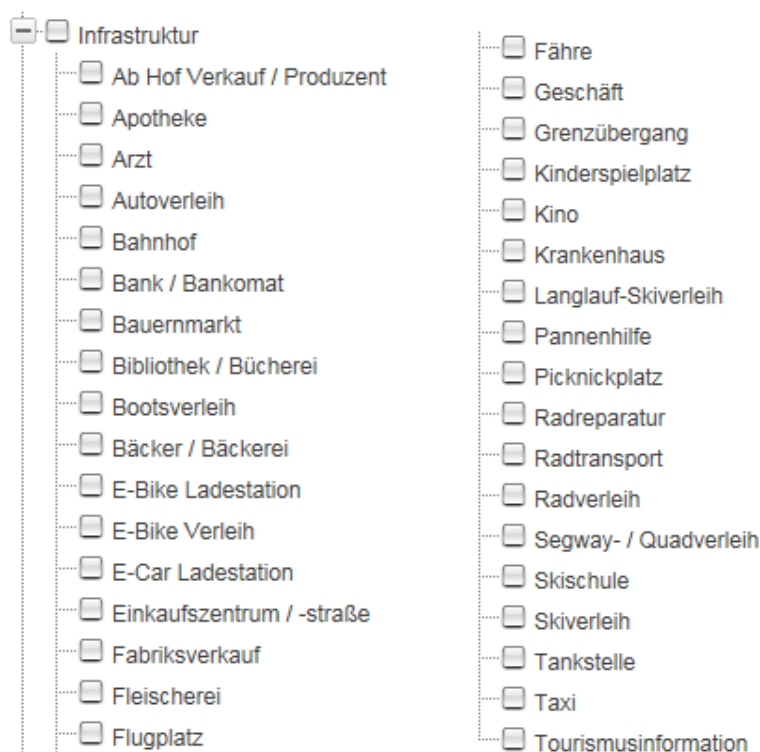 Infrastruktur
Ab Hof Verkauf / Produzent
Apotheke
Arzt
Autoverleih
Bahnhof
Bank / Bankomat
Bauernmarkt
Bibliothek / Bücherei
Bootsverleih
Bäcker / Bäckerei
E-Bike Ladestation
E-Bike Verleih
E-Car Ladestation
Einkaufszentrum / -straße
Fabriksverkauf
Fleischerei
Flugplatz
Fähre
Geschäft
Grenzübergang
Kinderspielplatz
Kino
Krankenhaus
Langlauf-Skiverleih
Pannenhilfe
Picknickplatz
Radreparatur
Radtransport
Radverleih
Segway- / Quadverleih
Skischule
Skiverleih
Tankstelle
Taxi
Tourismusinformation